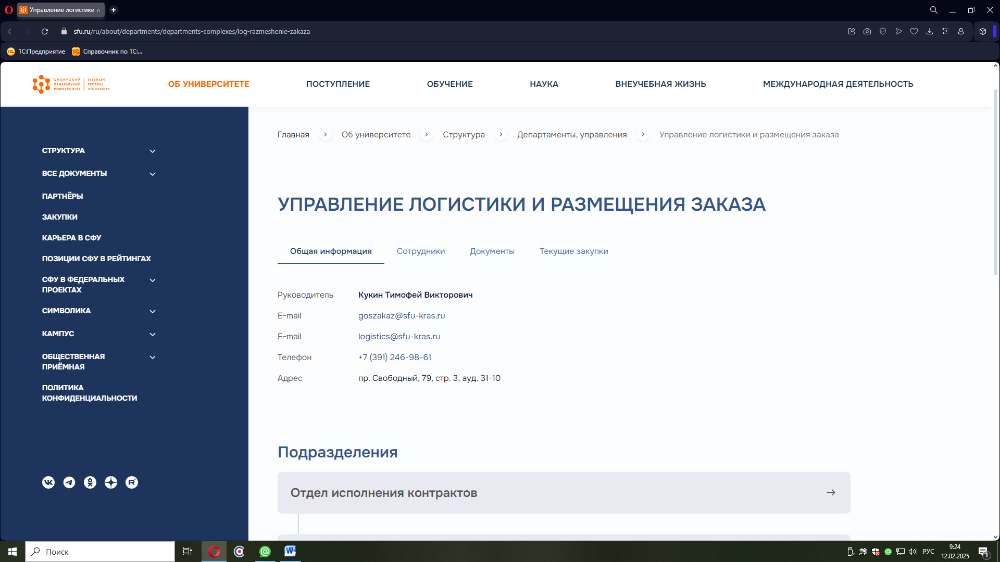 Управление логистики и
sfu.ru/ru/about/departments/departments-complexes/log-razmeshenie-zakaza
1С:Предприятие
Справочник по 1С:...
СИБИРСКИЙ ФЕДЕРАЛЬНЫЙ УНИВЕРСИТЕТ
SIBERIAN FEDERAL UNIVERSITY
ОБ УНИВЕРСИТЕТЕ
ПОСТУПЛЕНИЕ
ОБУЧЕНИЕ
НАУКА
ВНЕУЧЕБНАЯ ЖИЗНЬ
МЕЖДУНАРОДНАЯ ДЕЯТЕЛЬНОСТЬ
СТРУКТУРА
ВСЕ ДОКУМЕНТЫ
ПАРТНЁРЫ
ЗАКУПКИ
КАРЬЕРА В СФУ
ПОЗИЦИИ СФУ В РЕЙТИНГАХ
СФУ В ФЕДЕРАЛЬНЫХ
ПРОЕКТАХ
СИМВОЛИКА
КАМПУС
ОБЩЕСТВЕННАЯ
ПРИЁМНАЯ
ПОЛИТИКА
КОНФИДЕНЦИАЛЬНОСТИ
Главная
Об университете
Структура
Департаменты, управления
Управление логистики и размещения заказа
УПРАВЛЕНИЕ ЛОГИСТИКИ И РАЗМЕЩЕНИЯ ЗАКАЗА
Общая информация
Сотрудники
Документы
Текущие закупки
Руководитель Кукин Тимофей Викторович
E-mail goszakaz@sfu-kras.ru
E-mail logistics@sfu-kras.ru
Телефон +7 (391) 246-98-61
Адрес пр. Свободный, 79, стр. 3, ауд. 31-10
Подразделения
Отдел исполнения контрактов
Поиск
РУС
9:24
12.02.2025
1